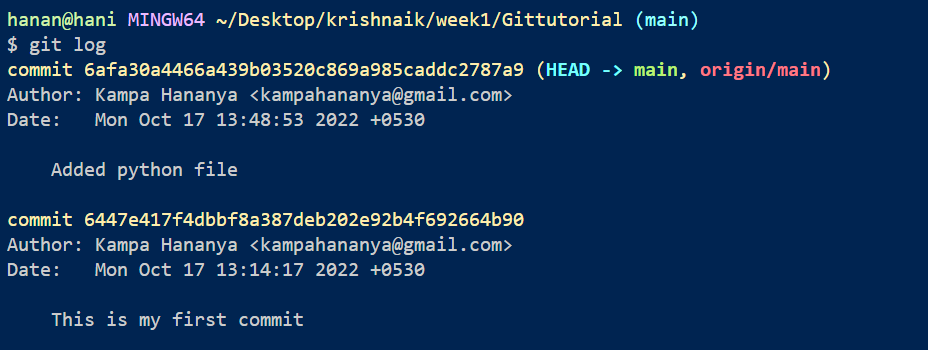 hanan@hani MINGW64 ~/Desktop/krishnaik/week1/Gittutorial (main)
$ git log
commit 6afa30a4466a439b03520c869a985caddc2787a9 (HEAD -> main, origin/main)
Author: Kampa Hananya <kampahananya@gmail.com>
Date:   Mon Oct 17 13:48:53 2022 +0530
    Added python file
commit 6447e417f4dbbf8a387deb202e92b4f692664b90
Author: Kampa Hananya <kampahananya@gmail.com>
Date:   Mon Oct 17 13:14:17 2022 +0530
    This is my first commit